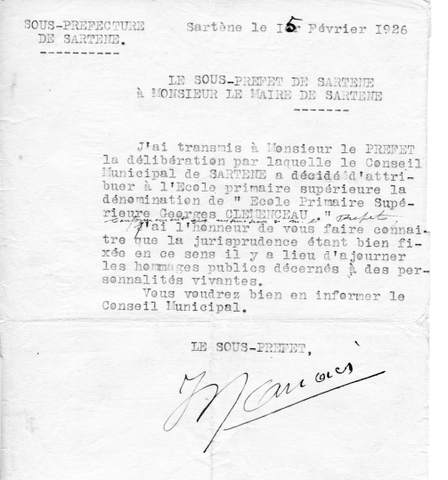 SOUS-PREFECTURE
DE SARTENE.
Sartène le 15 Février 1926
LE SOUS-PREFET DE SARTENE
à MONSIEUR LE MAIRE DE SARTENE
J'ai transmis à Monsieur le PREFET
la délibération par laquelle le Conseil
Municipal de SARTENE a décidé d'attri-
buer à l'Ecole primaire supérieure la
dénomination de " Ecole Primaire Supé-
rieure Georges CLEMENCEAU . "
Préfet,
J'ai l'honneur de vous faire connai-
tre que la jurisprudence étant bien fi-
xée en ce sens il y a lieu d'ajourner
les hommages publics décernés à des per-
sonnalités vivantes.
Vous voudrez bien en informer le
Conseil Municipal.
LE SOUS-PREFET,